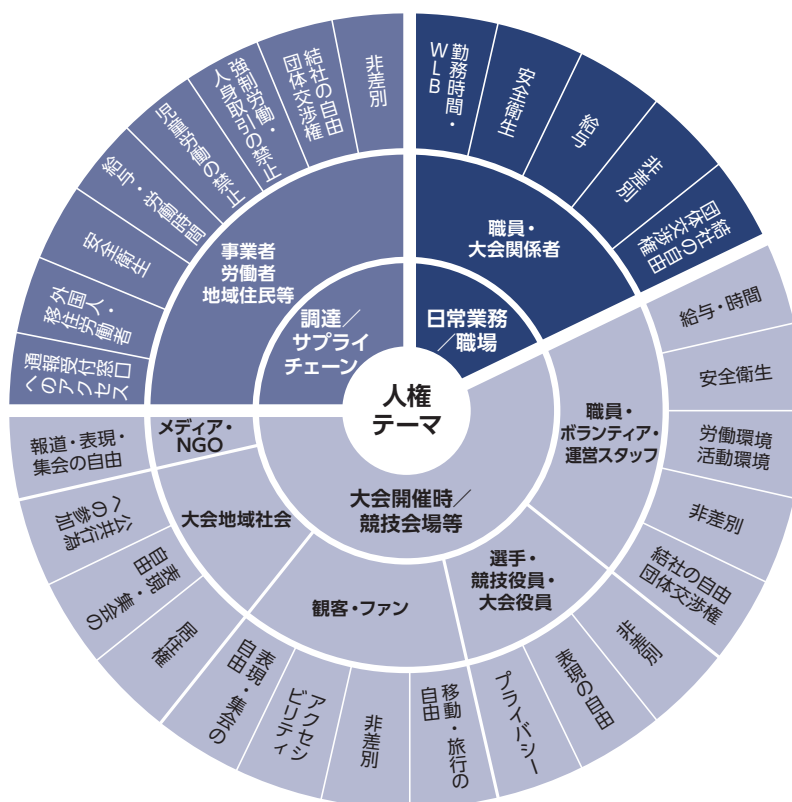 人権
テーマ
日常業務
／職場
職員・
大会関係者
勤務時間・
WLB
安全衛生
給与
非差別
結社の自由
団体交渉権
大会開催時／
競技会場等
職員・
ボランティア・
運営スタッフ
給与・時間
安全衛生
労働環境
活動環境
非差別
結社の自由
団体交渉権
選手・
競技役員・
大会役員
非差別
表現の自由
プライバシー
観客・ファン
移動・旅行の
自由
非差別
アクセシ
ビリティ
表現・集会の
自由
大会地域社会
居住権
表現・集会の
自由
公共行為
への参加
メディア・
NGO
報道・表現・
集会の自由
調達／
サプライ
チェーン
事業者
労働者
地域住民等
通報受付窓口
へのアクセス
外国人・
移住労働者
安全衛生
給与・労働時間
児童労働の禁止
強制労働・
人身取引の禁止
結社の自由
団体交渉権
非差別